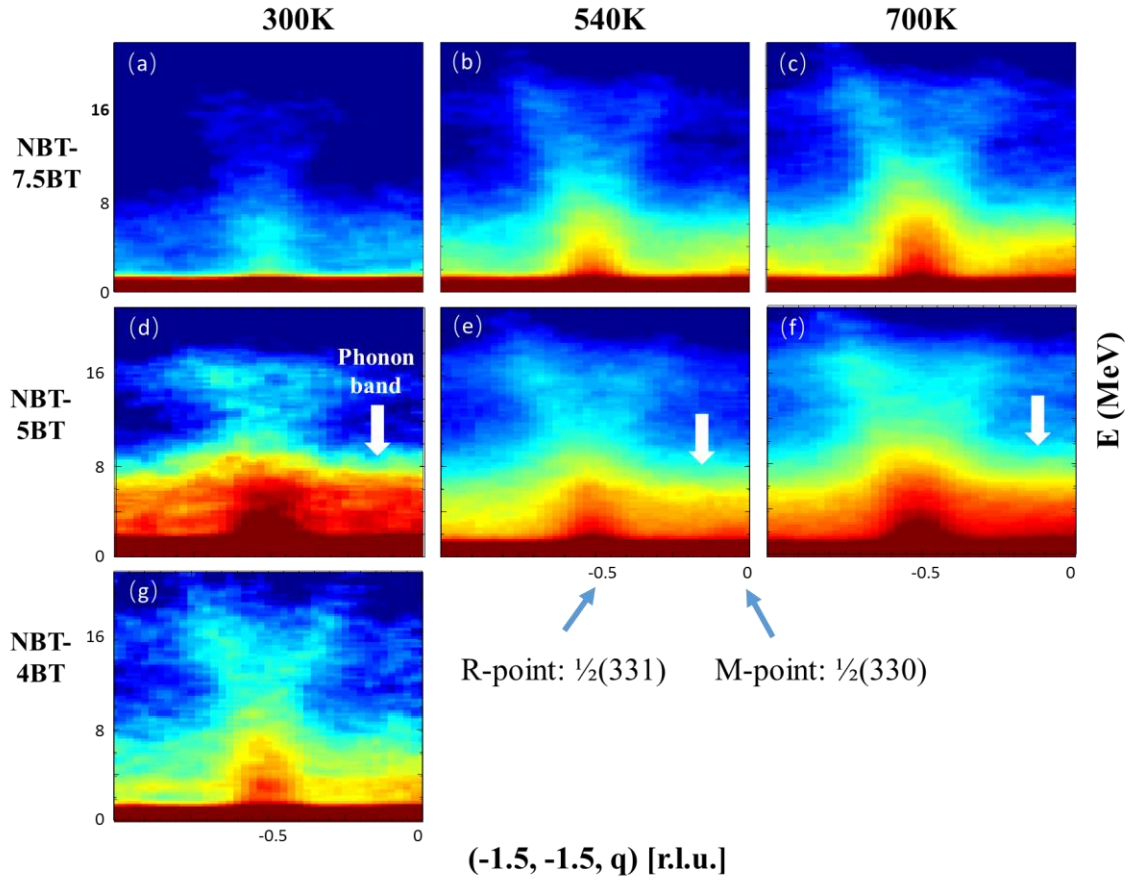 300K
540K
700K
NBT-
7.5BT
(a)
(b)
(c)
16
8
0
NBT-
5BT
(d)
Phonon
band
(e)
(f)
16
8
0
E (MeV)
-0.5
0
-0.5
0
NBT-
4BT
(g)
16
8
0
R-point: ½(331)
M-point: ½(330)
-0.5
0
(-1.5, -1.5, q) [r.l.u.]